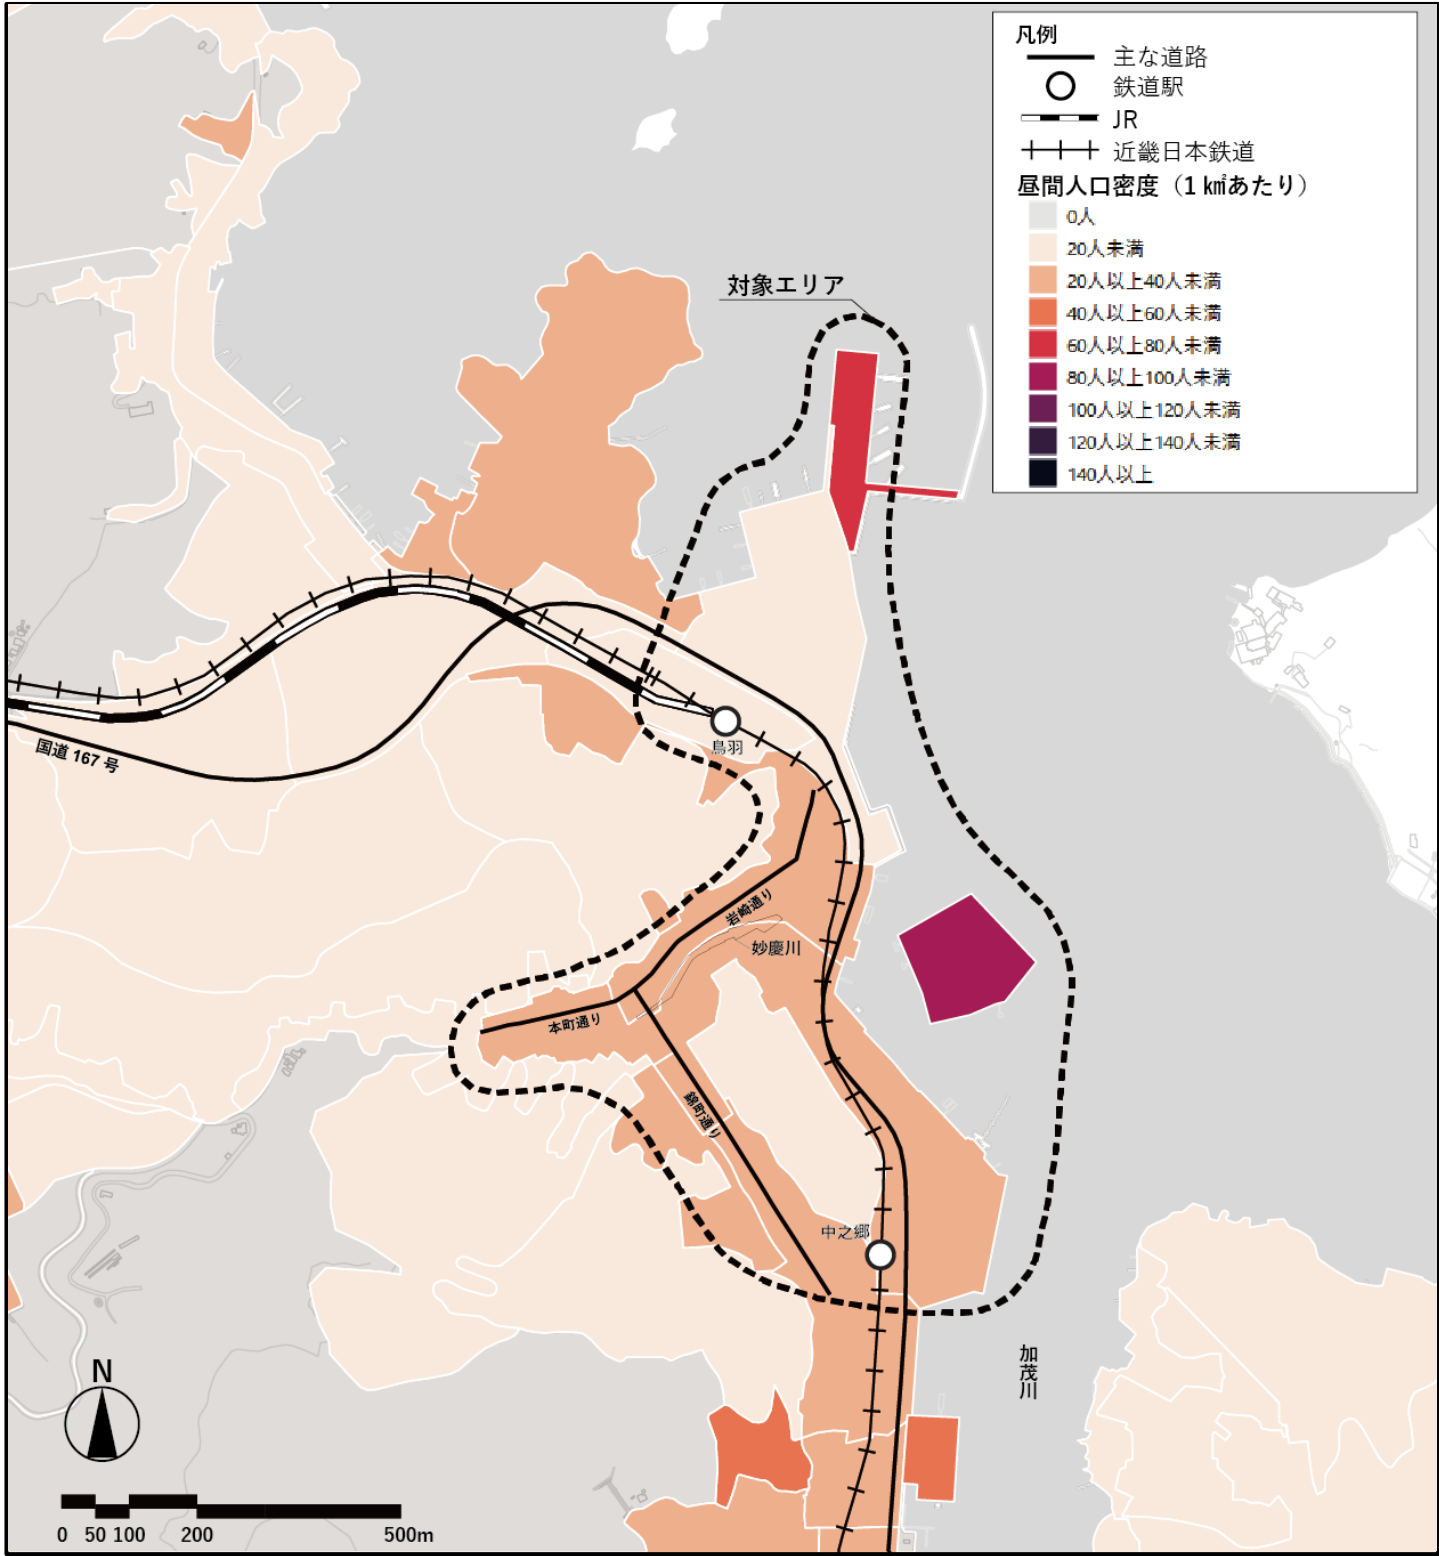 凡例
主な道路
鉄道駅
JR
近畿日本鉄道
昼間人口密度（1㎢あたり）
0人
20人未満
20人以上40人未満
40人以上60人未満
60人以上80人未満
80人以上100人未満
100人以上120人未満
120人以上140人未満
140人以上
対象エリア
国道167号
鳥羽
岩崎通り
妙慶川
本町通り
錦町通り
中之郷
加茂川
N
0 50 100 200 500m